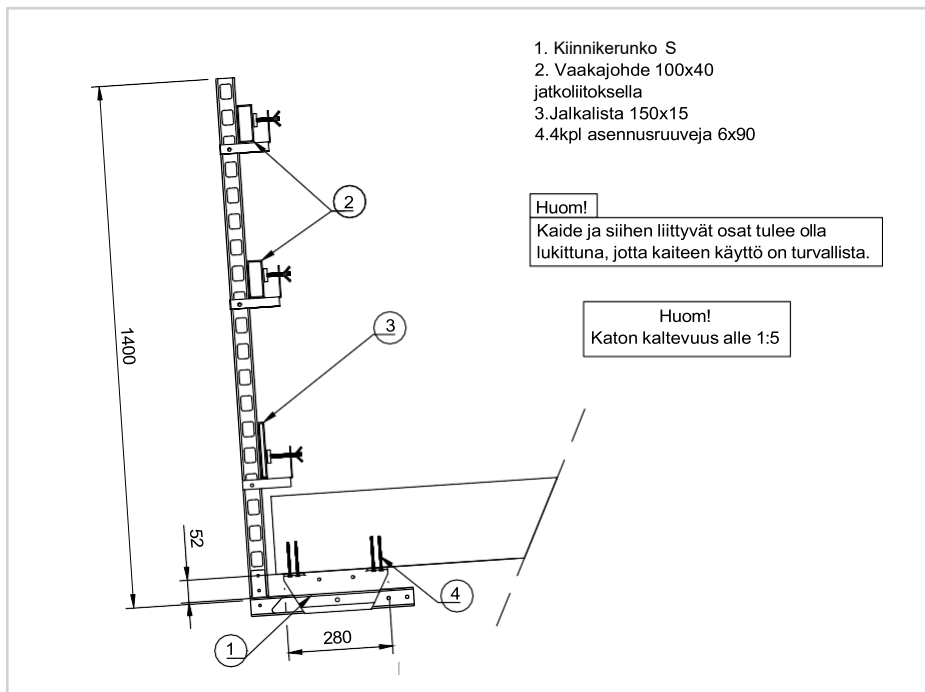 1. Kiinnikerunko S
2. Vaakajohde 100x40
jatkoliitoksella
3.Jalkalista 150x15
4.4kpl asennusruuveja 6x90
2
Huom!
Kaide ja siihen liittyvät osat tulee olla
lukittuna, jotta kaiteen käyttö on turvallista.
3
Huom!
Katon kaltevuus alle 1:5
1400
52
4
280
1